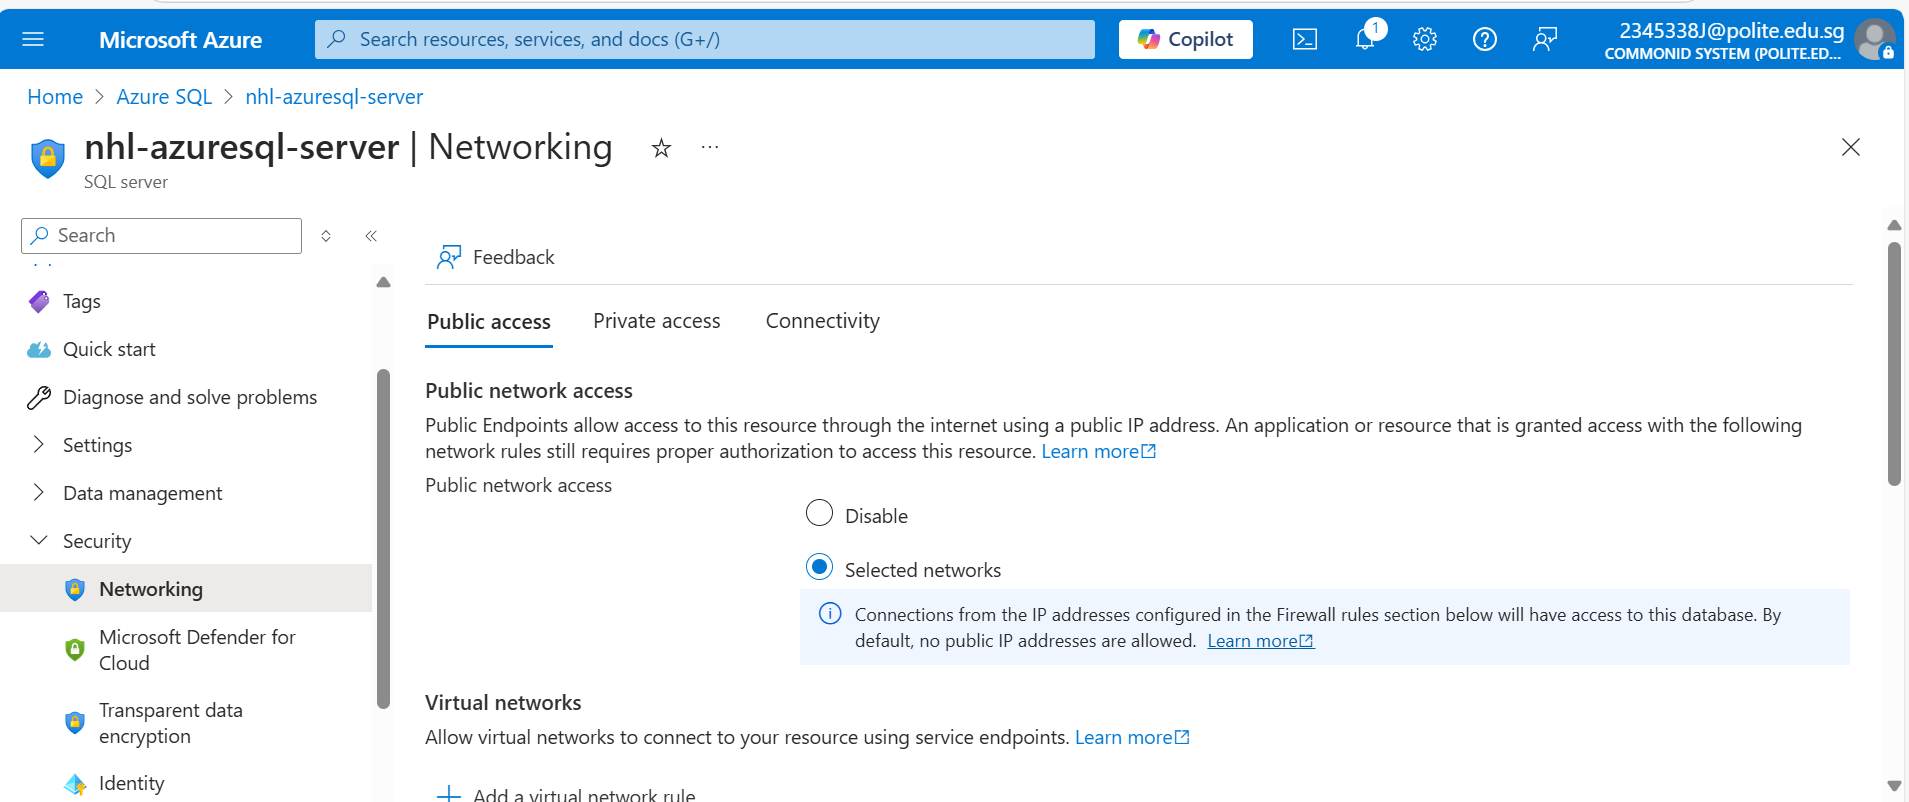 Microsoft Azure
Search resources, services, and docs (G+/)
Copilot
1
2345338J@polite.edu.sg
COMMONID SYSTEM (POLITE.ED...
Home > Azure SQL > nhl-azuresql-server
nhl-azuresql-server | Networking
SQL server
Search
Tags
Quick start
Diagnose and solve problems
Settings
Data management
Security
Networking
Microsoft Defender for
Cloud
Transparent data
encryption
Identity
Feedback
Public access
Private access
Connectivity
Public network access
Public Endpoints allow access to this resource through the internet using a public IP address. An application or resource that is granted access with the following
network rules still requires proper authorization to access this resource. Learn more
Public network access
Disable
Selected networks
Connections from the IP addresses configured in the Firewall rules section below will have access to this database. By
default, no public IP addresses are allowed. Learn more
Virtual networks
Allow virtual networks to connect to your resource using service endpoints. Learn more
Add a virtual network rule